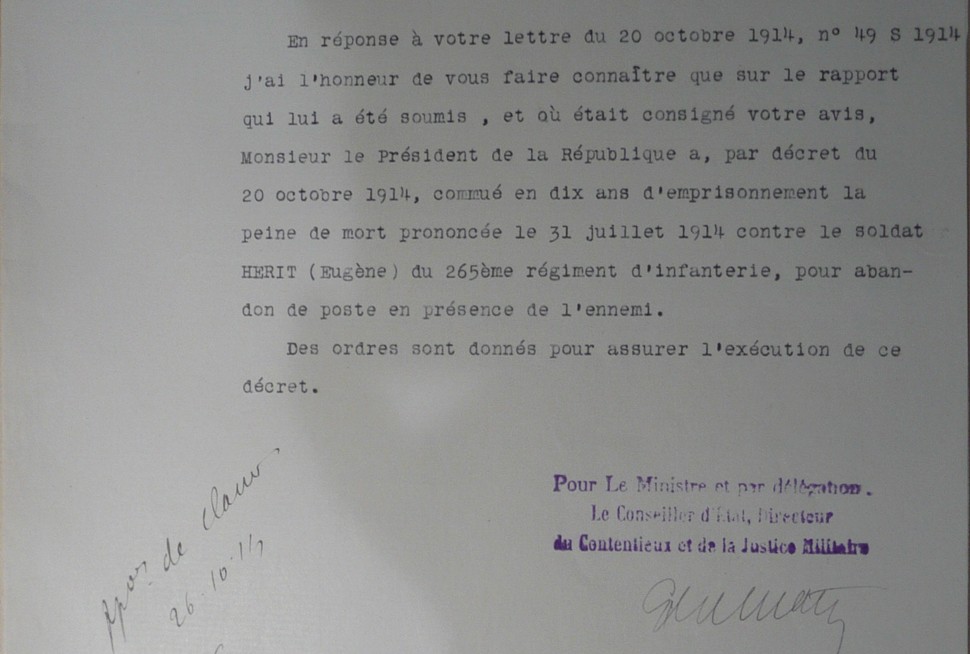 En réponse à votre lettre du 20 octobre 1914, n° 49 S 1914
j'ai l'honneur de vous faire connaître que sur le rapport
qui lui a été soumis , et où était consigné votre avis,
Monsieur le Président de la République a, par décret du
20 octobre 1914, commué en dix ans d'emprisonnement la
peine de mort prononcée le 31 juillet 1914 contre le soldat
HERIT (Eugène) du 265ème régiment d'infanterie, pour aban-
don de poste en présence de l'ennemi.
Des ordres sont donnés pour assurer l'exécution de ce
décret.
Pour Le Ministre et par délégation.
Le Conseiller d'Etat, Directeur
du Contentieux et de la Justice Militaire
de
26.10.14